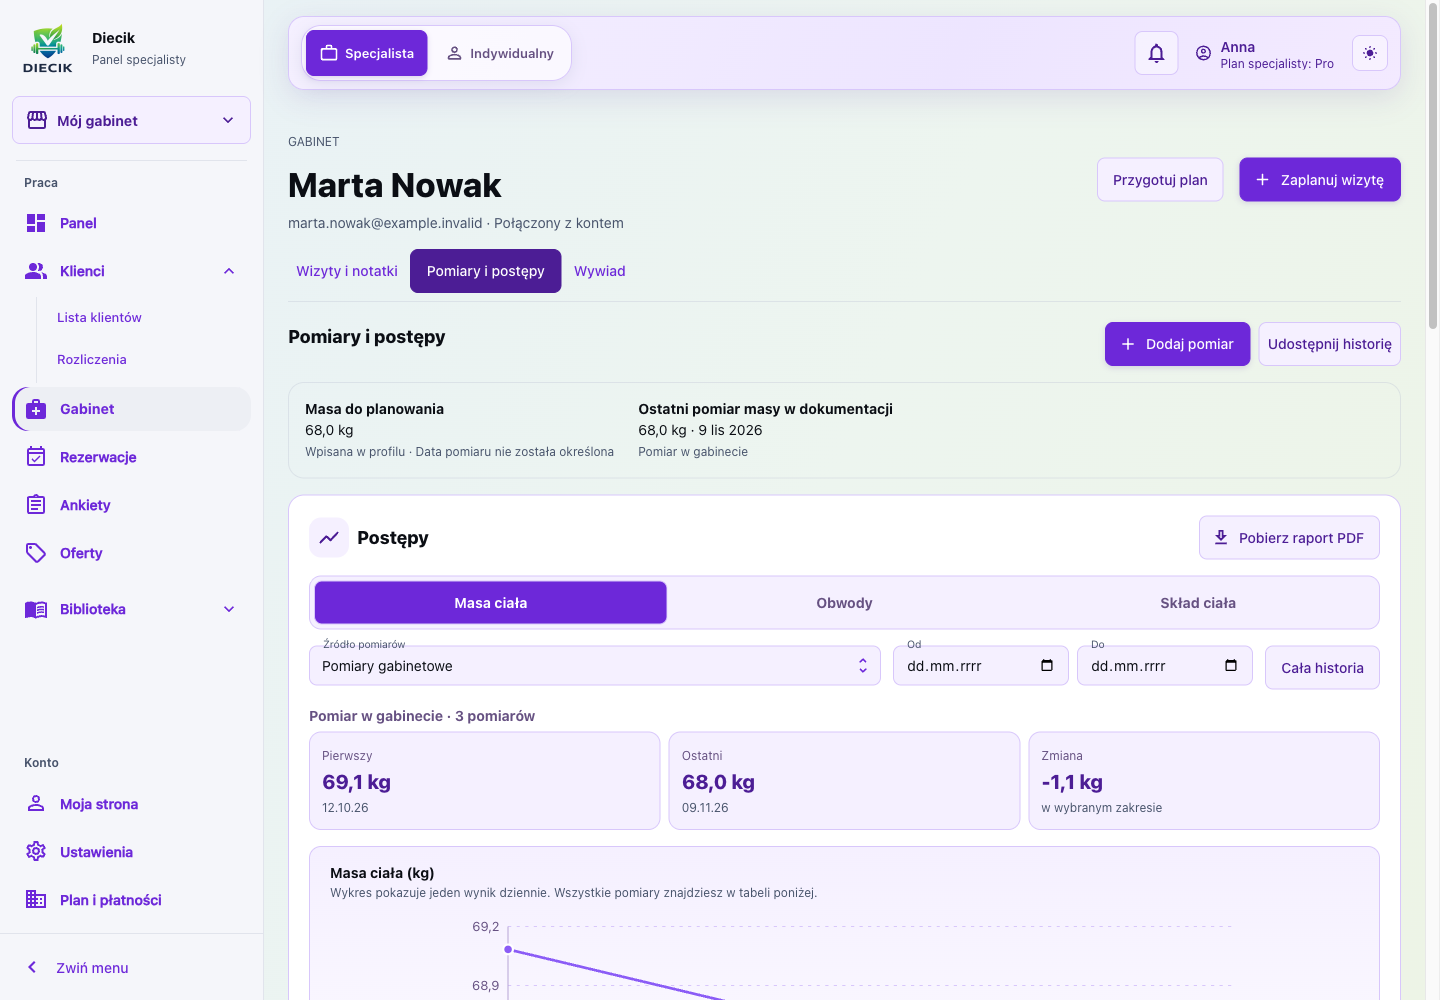 DIECIK
Diecik
Panel specjalisty
Mój gabinet
Praca
Panel
Klienci
Lista klientów
Rozliczenia
Gabinet
Rezerwacje
Ankiety
Oferty
Biblioteka
Konto
Moja strona
Ustawienia
Plan i płatności
Zwiń menu
Specjalista
Indywidualny
Anna
Plan specjalisty: Pro
GABINET
Marta Nowak
marta.nowak@example.invalid · Połączony z kontem
Przygotuj plan
Zaplanuj wizytę
Wizyty i notatki
Pomiary i postępy
Wywiad
Pomiary i postępy
Dodaj pomiar
Udostępnij historię
Masa do planowania
68,0 kg
Wpisana w profilu · Data pomiaru nie została określona
Ostatni pomiar masy w dokumentacji
68,0 kg · 9 lis 2026
Pomiar w gabinecie
Postępy
Pobierz raport PDF
Masa ciała
Obwody
Skład ciała
Źródło pomiarów
Pomiary gabinetowe
Od
dd.mm.rrrr
Do
dd.mm.rrrr
Cała historia
Pomiar w gabinecie · 3 pomiarów
Pierwszy
69,1 kg
12.10.26
Ostatni
68,0 kg
09.11.26
Zmiana
-1,1 kg
w wybranym zakresie
Masa ciała (kg)
Wykres pokazuje jeden wynik dziennie. Wszystkie pomiary znajdziesz w tabeli poniżej.
69,2
68,9